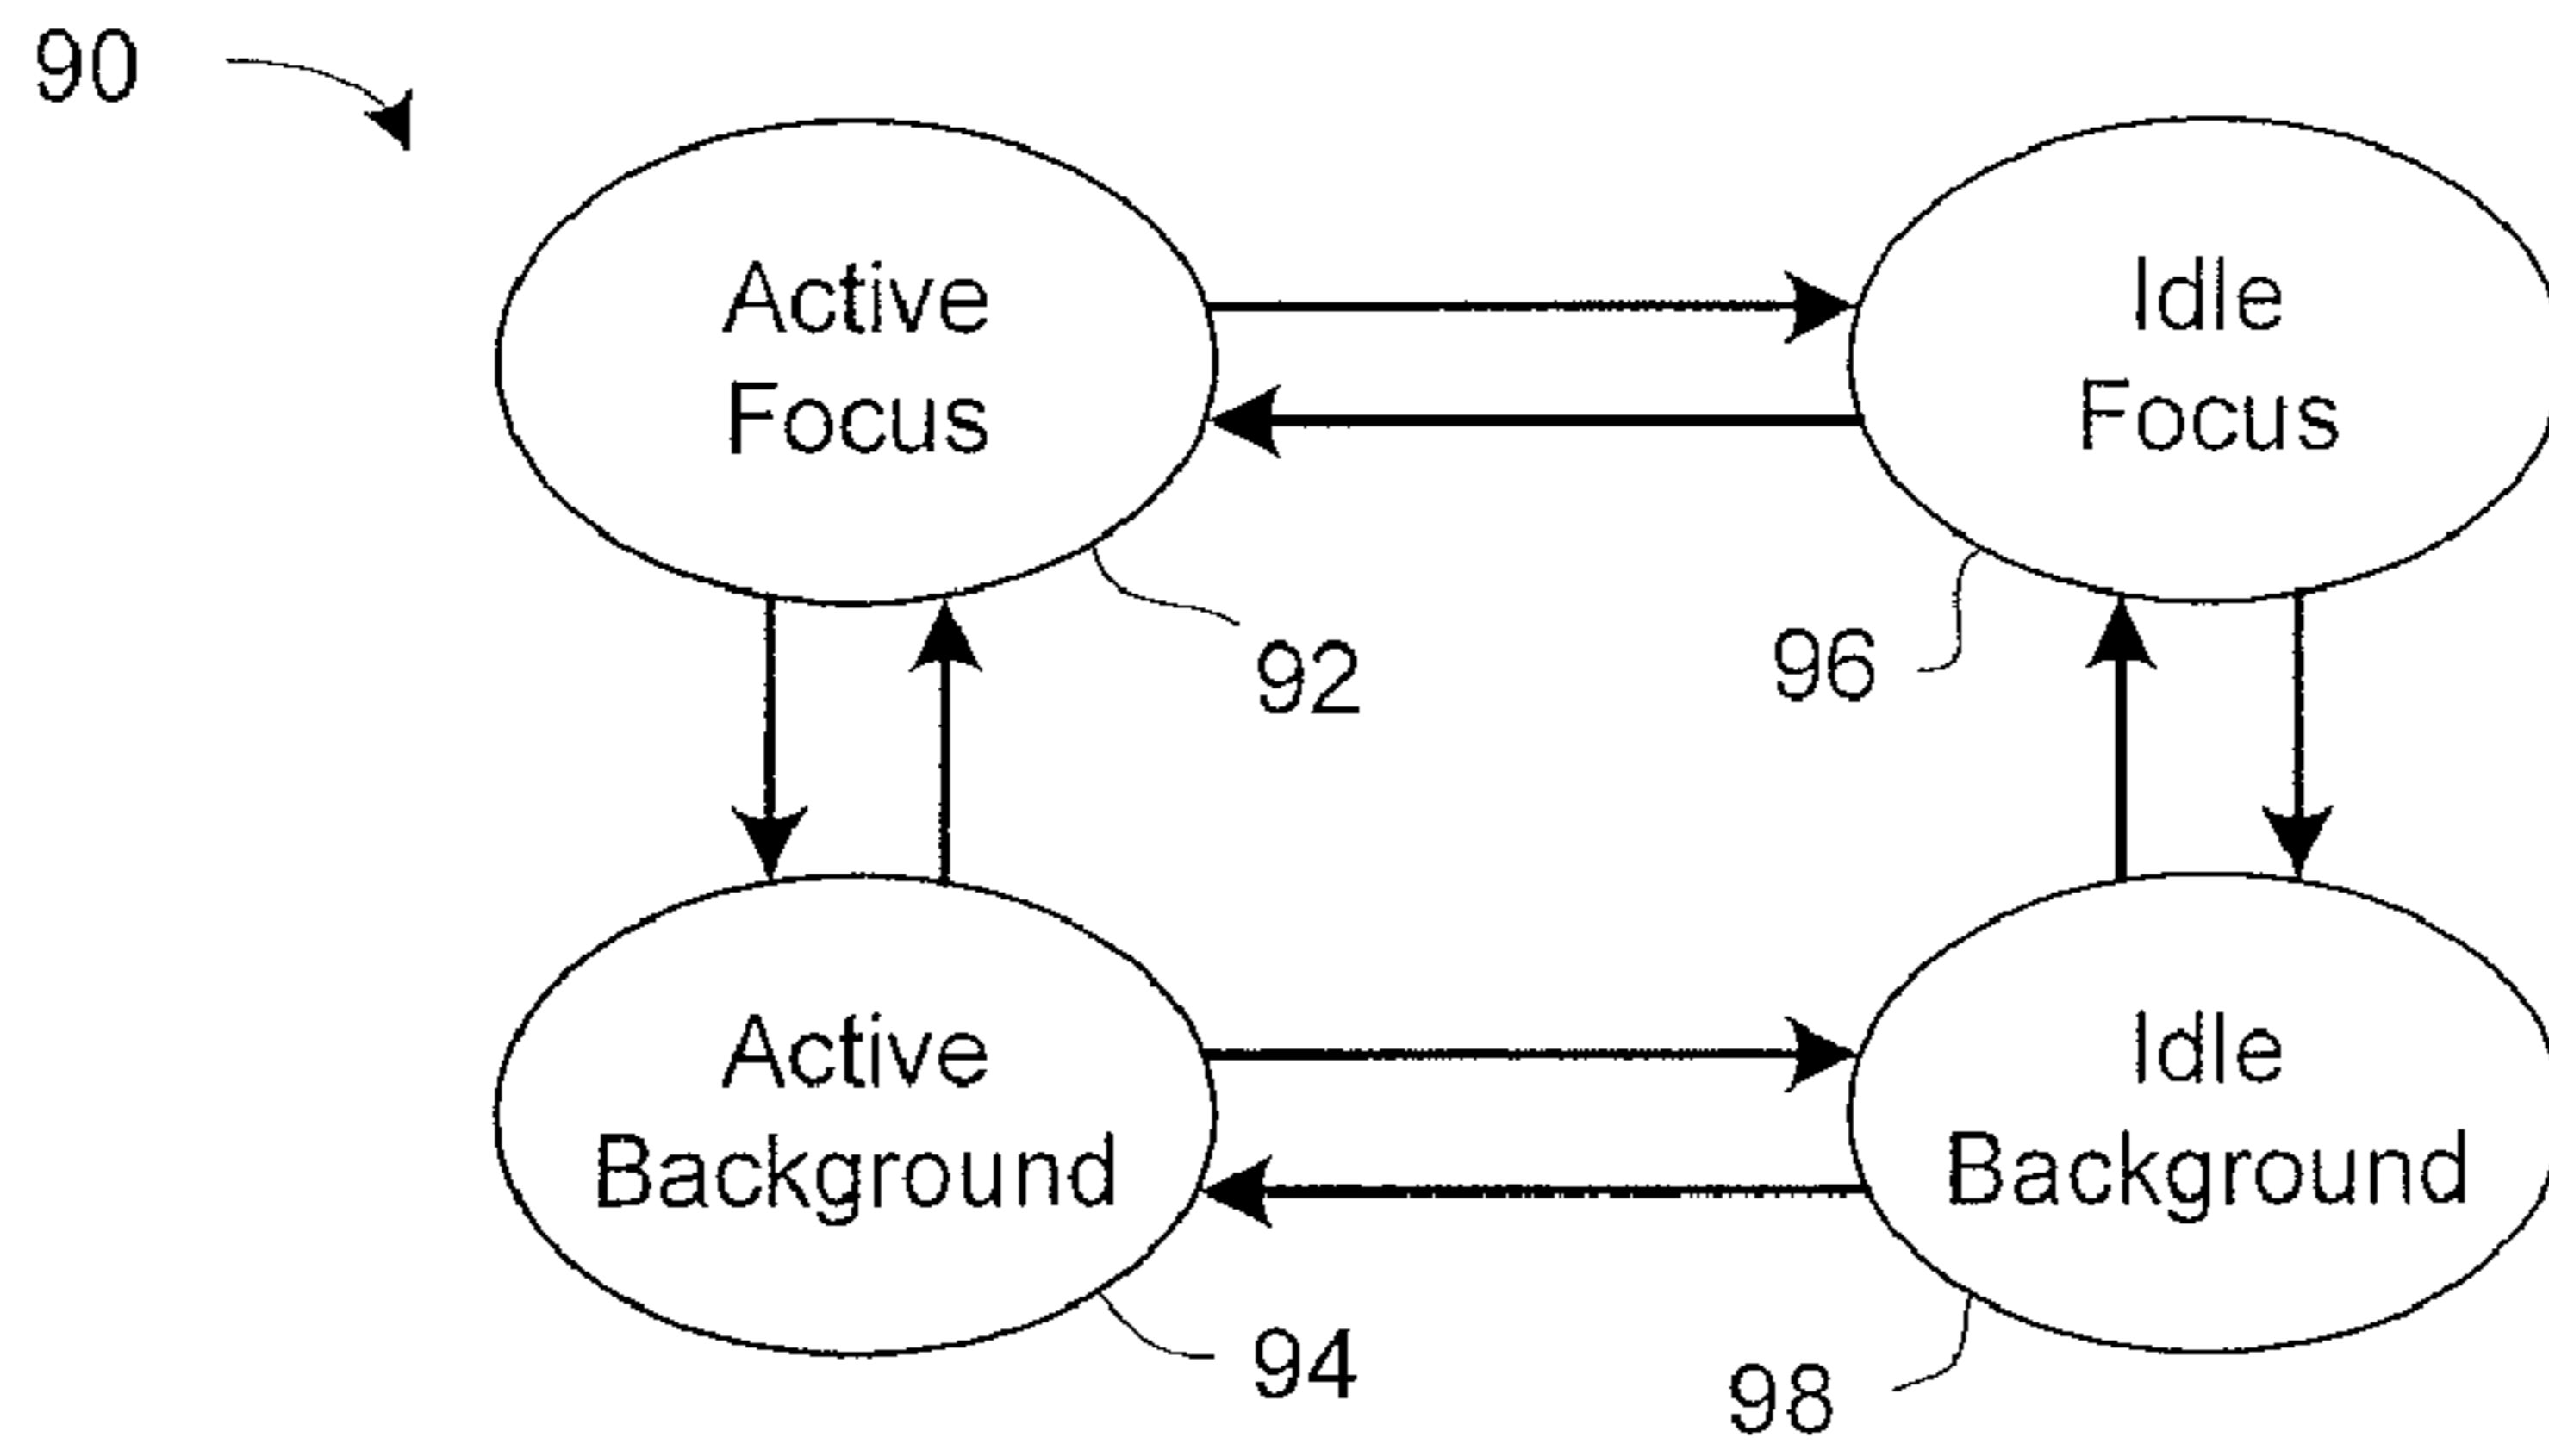 90
Active
Focus
Idle
Focus
92
96
Active
Background
Idle
Background
94
98